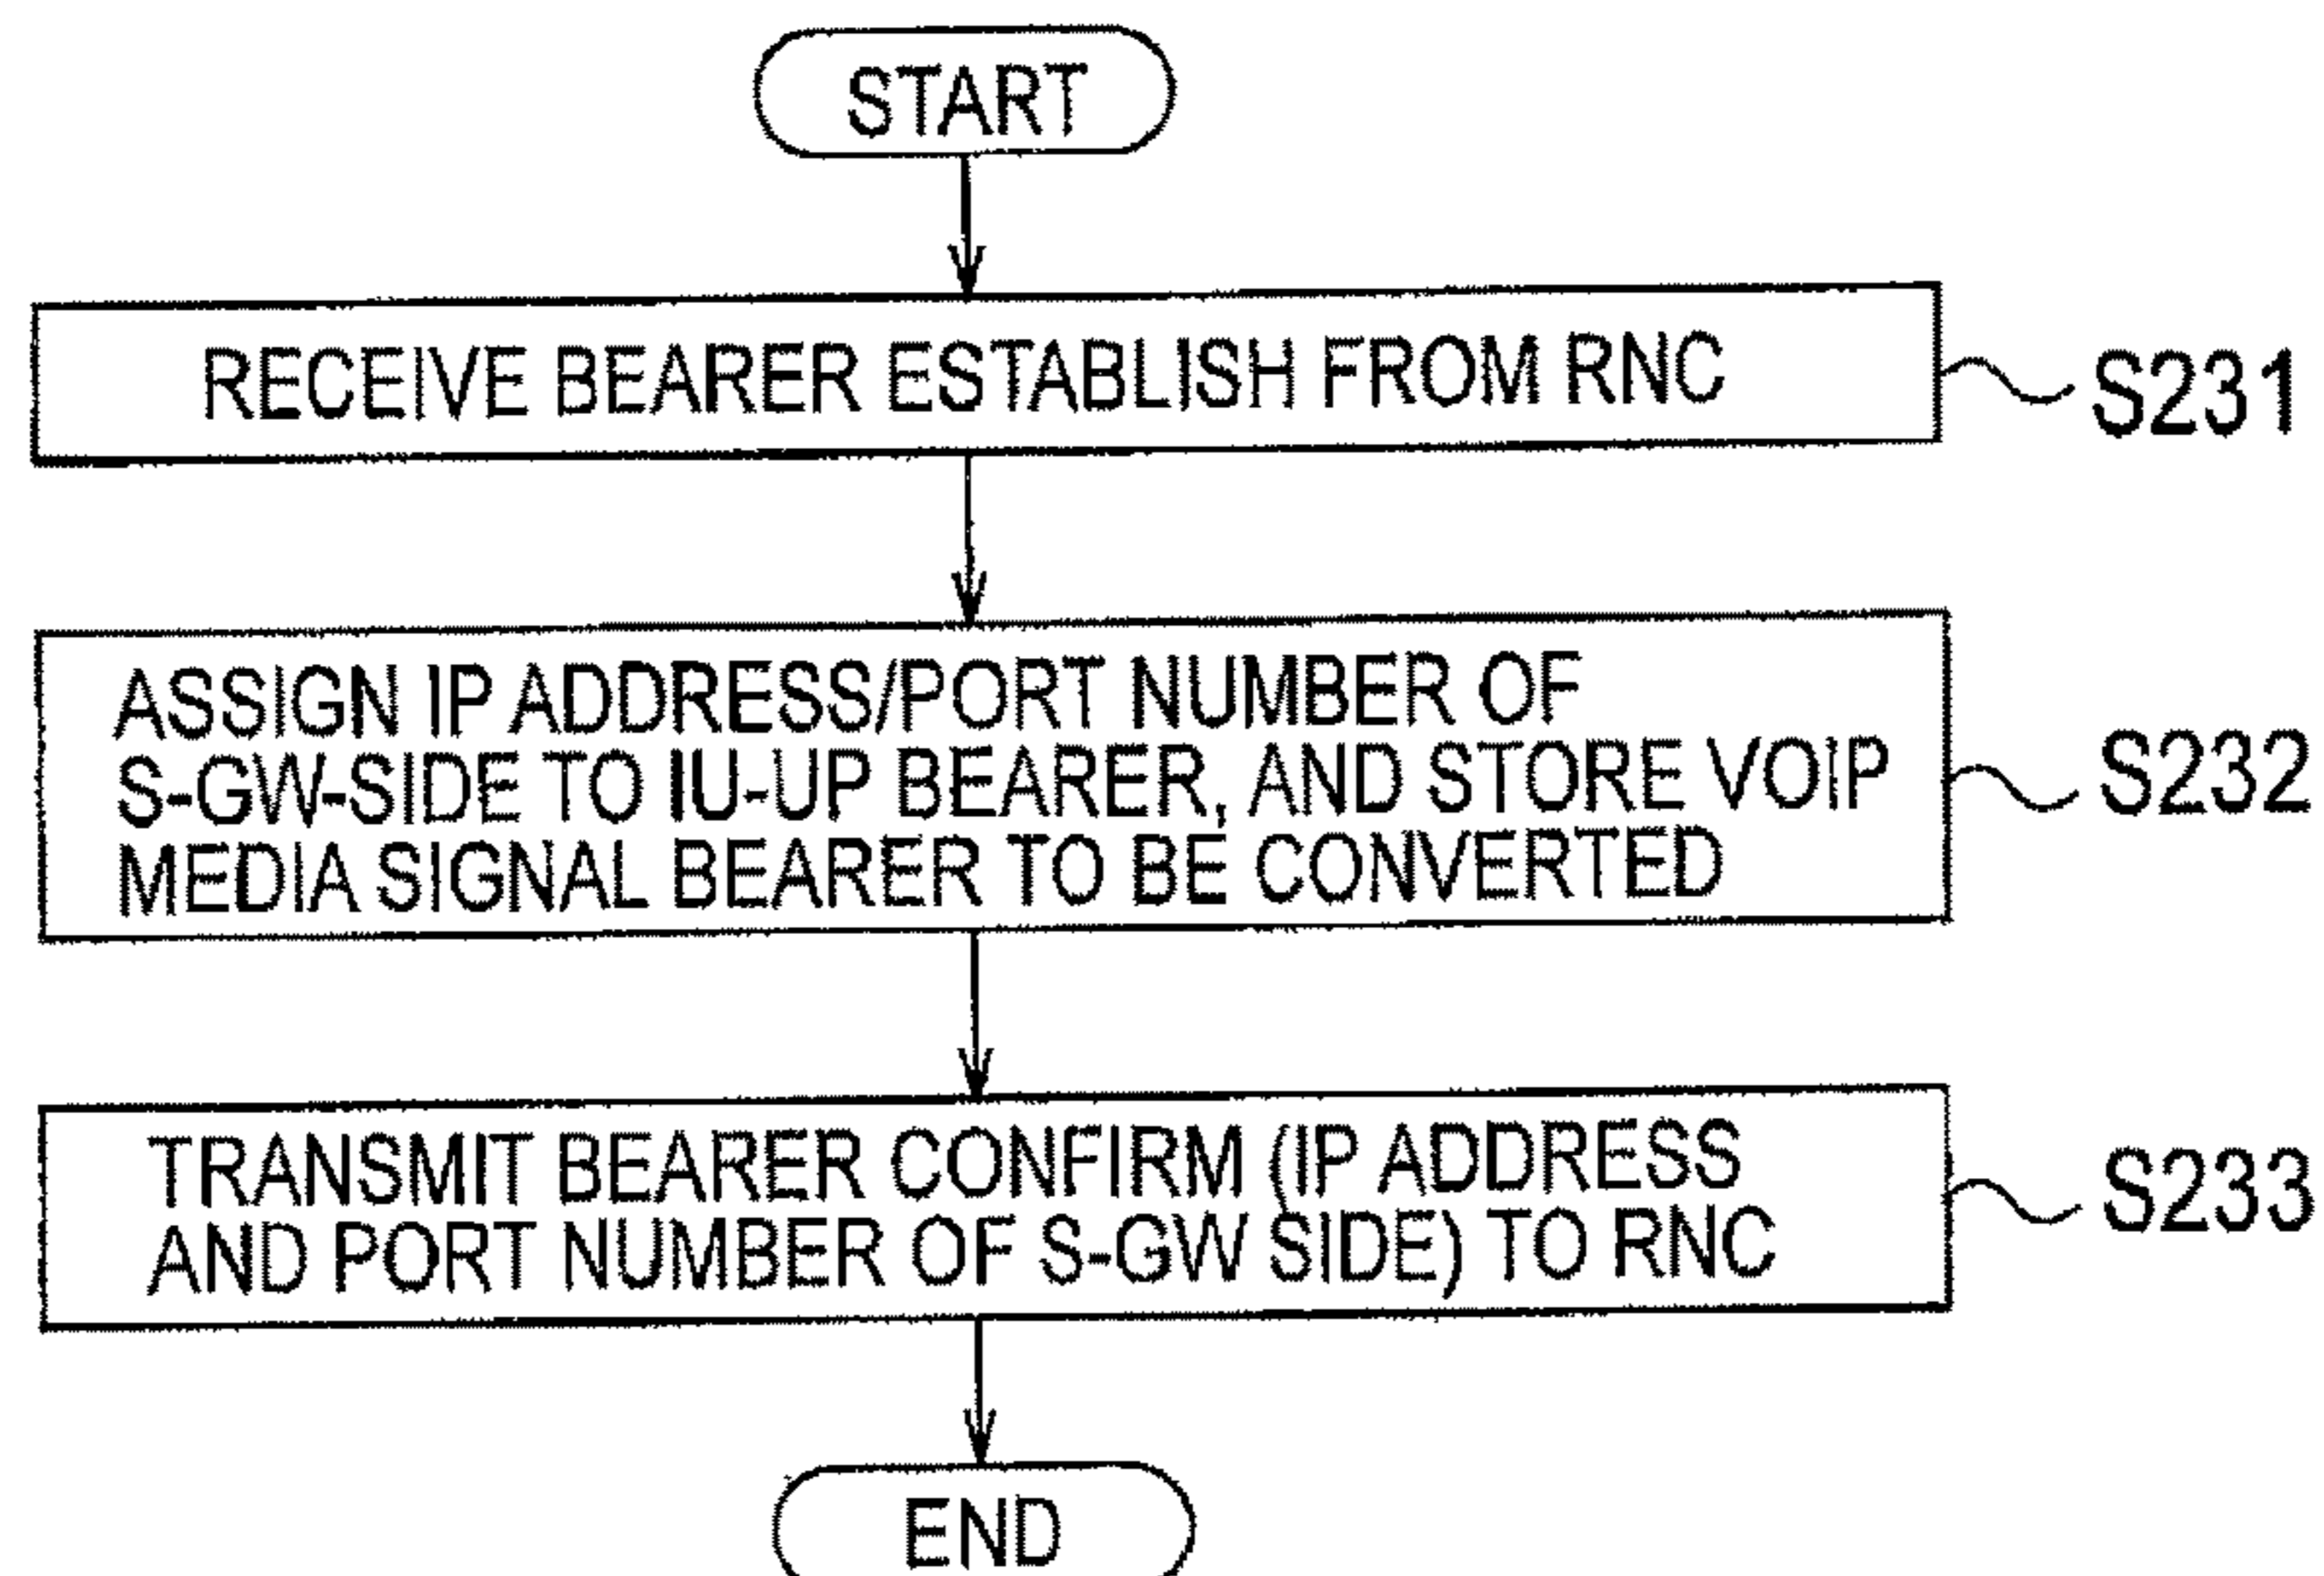 START
RECEIVE BEARER ESTABLISH FROM RNC
S231
ASSIGN IP ADDRESS/PORT NUMBER OF
S-GW-SIDE TO IU-UP BEARER, AND STORE VOIP
MEDIA SIGNAL BEARER TO BE CONVERTED
S232
TRANSMIT BEARER CONFIRM (IP ADDRESS
AND PORT NUMBER OF S-GW SIDE) TO RNC
S233
END